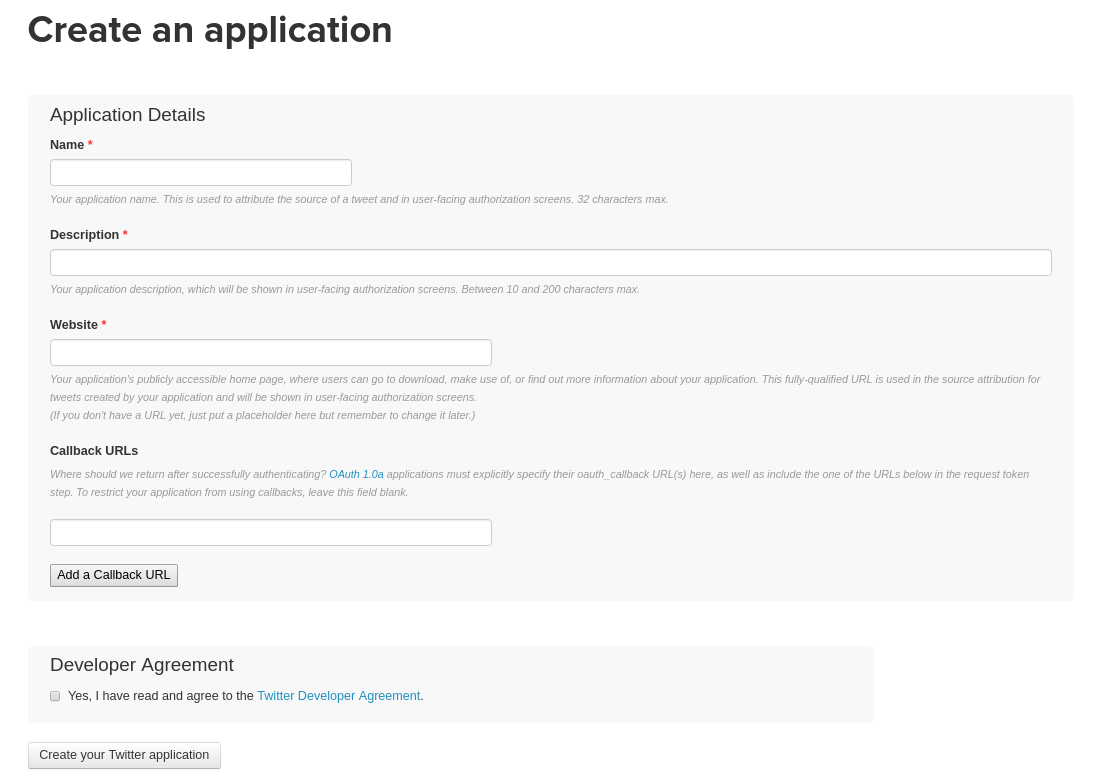 Create an application
Application Details
Name *
Your application name. This is used to attribute the source of a tweet and in user-facing authorization screens. 32 characters max.
Description *
Your application description, which will be shown in user-facing authorization screens. Between 10 and 200 characters max.
Website *
Your application's publicly accessible home page, where users can go to download, make use of, or find out more information about your application. This fully-qualified URL is used in the source attribution for
tweets created by your application and will be shown in user-facing authorization screens.
(If you don't have a URL yet, just put a placeholder here but remember to change it later.)
Callback URLs
Where should we return after successfully authenticating? OAuth 1.0a applications must explicitly specify their oauth_callback URL(s) here, as well as include the one of the URLs below in the request token
step. To restrict your application from using callbacks, leave this field blank.
Add a Callback URL
Developer Agreement
Yes, I have read and agree to the Twitter Developer Agreement.
Create your Twitter application